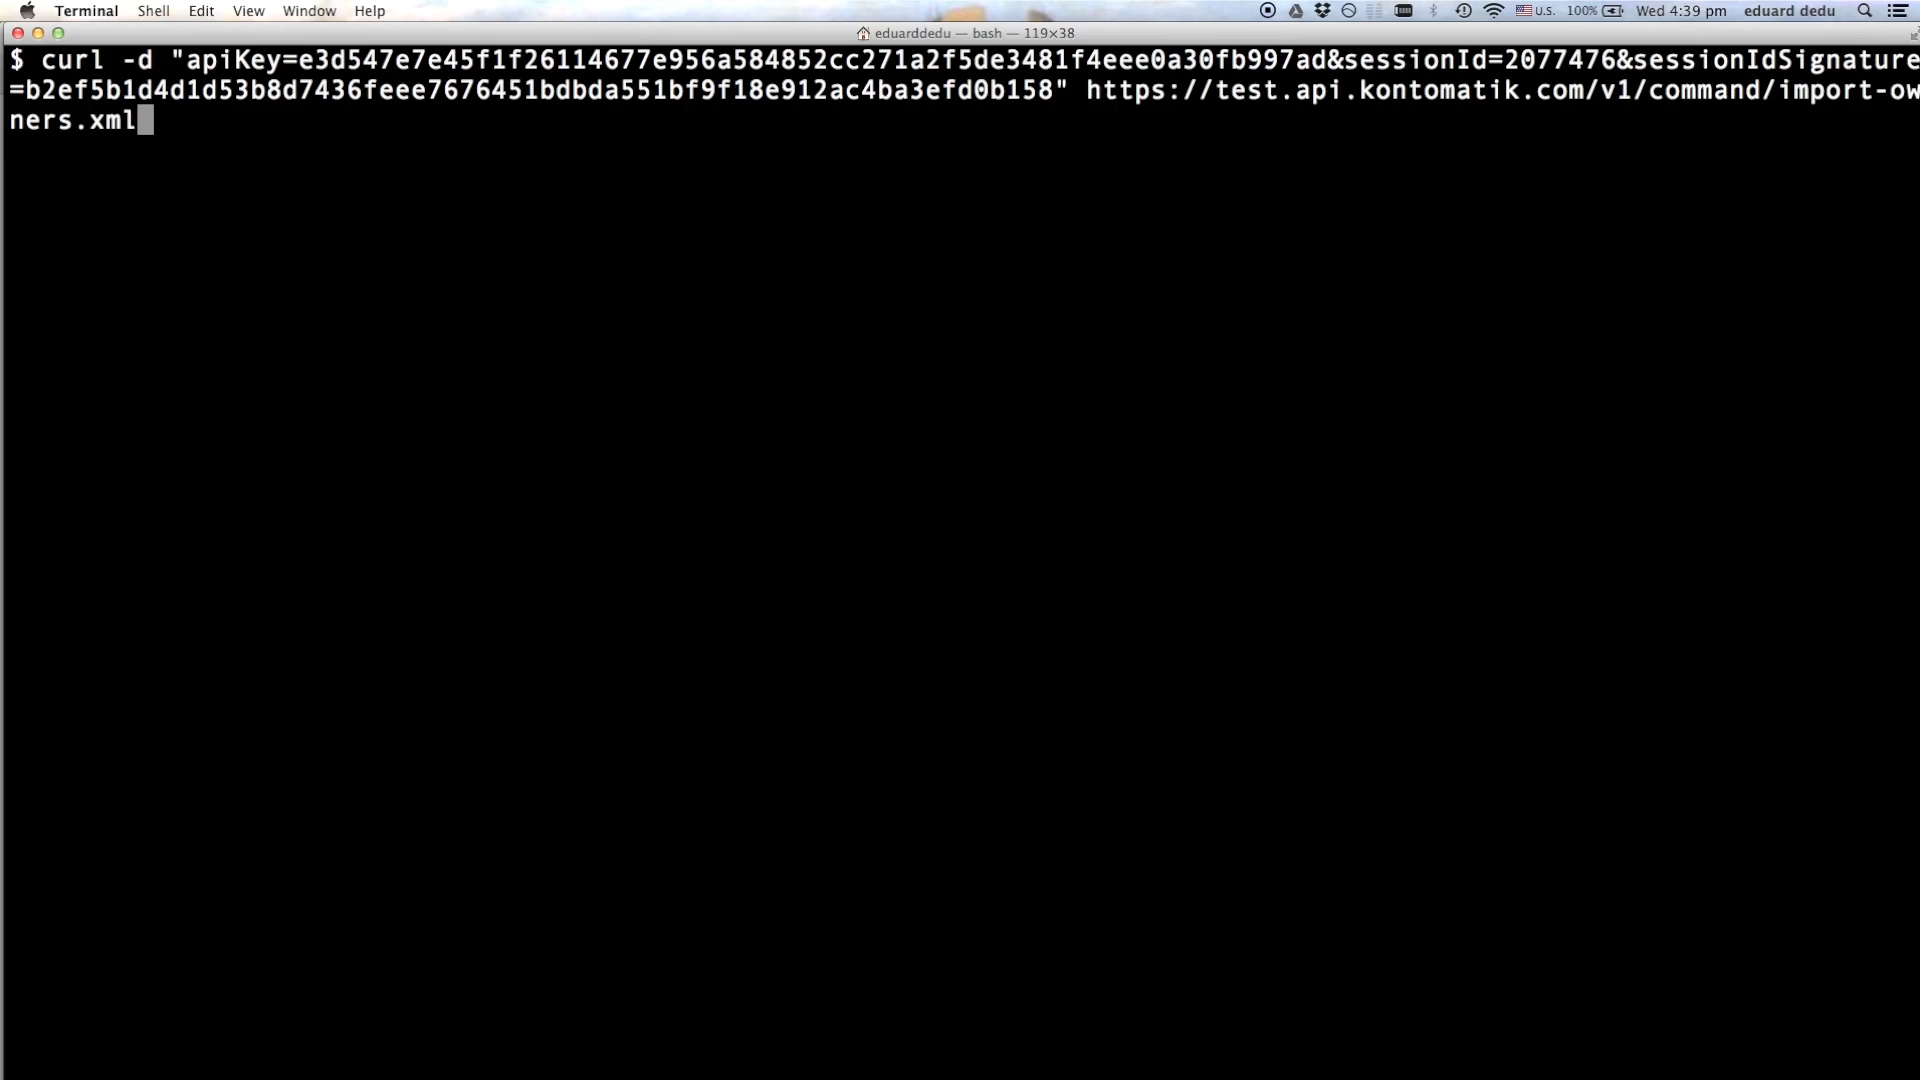 Terminal Shell Edit View Window Help U.S. 100% Wed 4:39 pm eduard dedu
eduarddedu — bash — 119×38
$ curl -d "apiKey=e3d547e7e45f1f26114677e956a584852cc271a2f5de3481f4eee0a30fb997ad&sessionId=2077476&sessionIdSignature
=b2ef5b1d4d1d53b8d7436feee7676451bdbda551bf9f18e912ac4ba3efd0b158" https://test.api.kontomatik.com/v1/command/import-ow
ners.xml